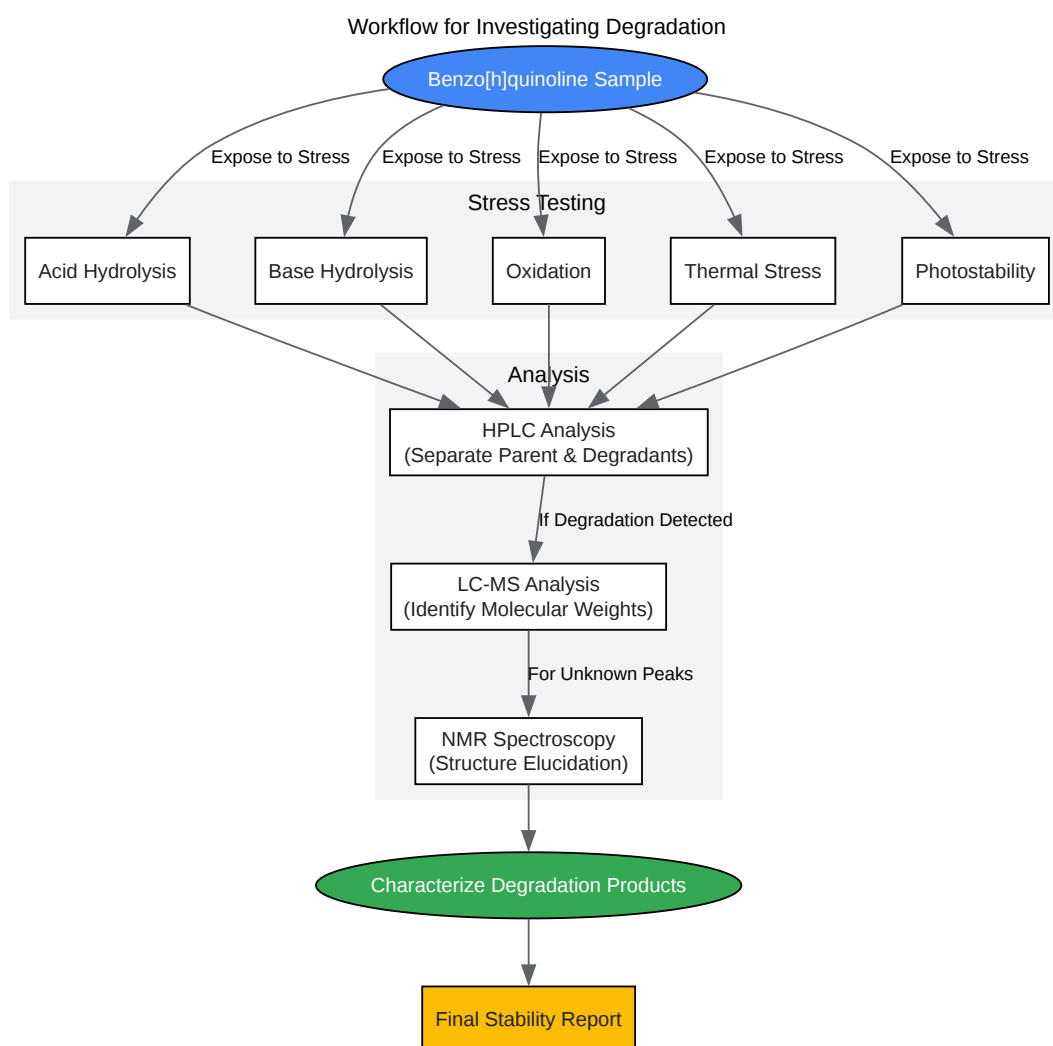 Workflow for Investigating Degradation
Benzo[h]quinoline Sample
Expose to Stress
Expose to Stress
Expose to Stress
Expose to Stress
Expose to Stress
Stress Testing
Acid Hydrolysis
Base Hydrolysis
Oxidation
Thermal Stress
Photostability
Analysis
HPLC Analysis
(Separate Parent & Degradants)
If Degradation Detected
LC-MS Analysis
(Identify Molecular Weights)
For Unknown Peaks
NMR Spectroscopy
(Structure Elucidation)
Characterize Degradation Products
Final Stability Report